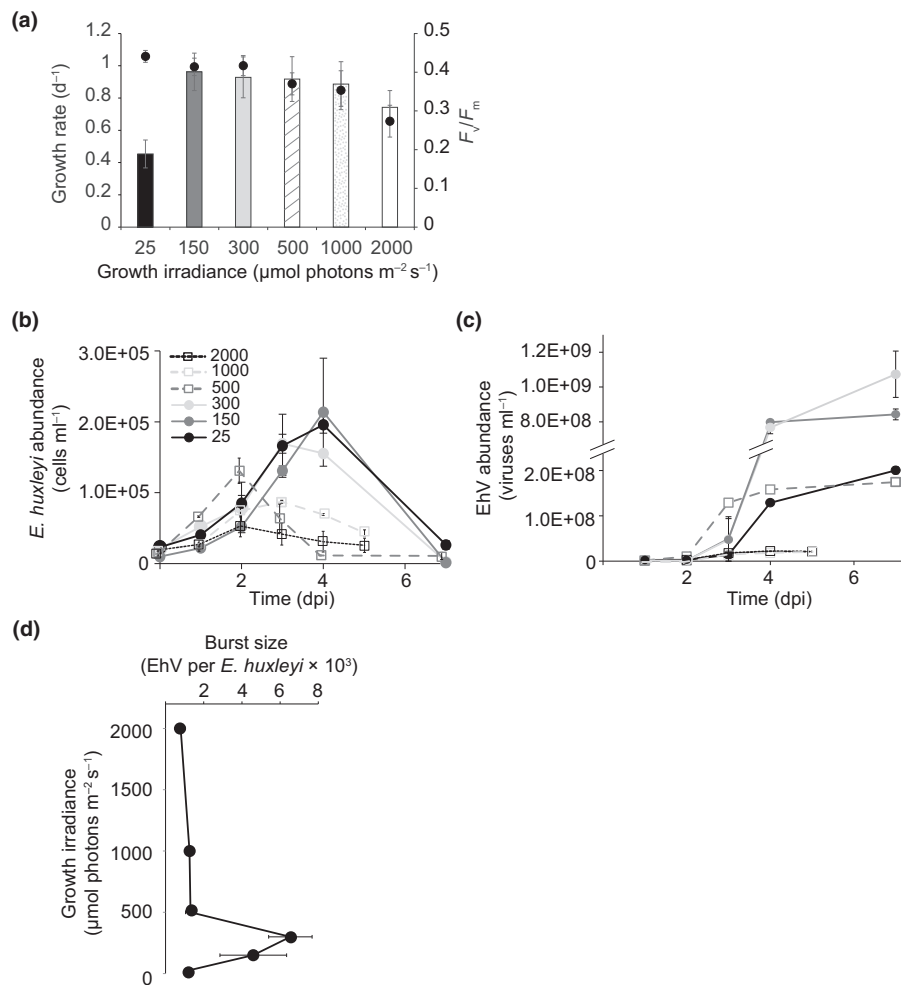 (a)
Growth rate (d⁻¹)
1.2
1
0.8
0.6
0.4
0.2
0
0.5
0.4
0.3
0.2
0.1
0
Fᵥ/Fₘ
25 150 300 500 1000 2000
Growth irradiance (µmol photons m⁻² s⁻¹)
(b)
E. huxleyi abundance
(cells ml⁻¹)
3.0E+05
2.0E+05
1.0E+05
0
2000
1000
500
300
150
25
2 4 6
Time (dpi)
(c)
EhV abundance
(viruses ml⁻¹)
1.2E+09
1.0E+09
8.0E+08
2.0E+08
1.0E+08
0
2 4 6
Time (dpi)
(d)
Burst size
(EhV per E. huxleyi × 10³)
2 4 6 8
Growth irradiance
(µmol photons m⁻² s⁻¹)
2000
1500
1000
500
0